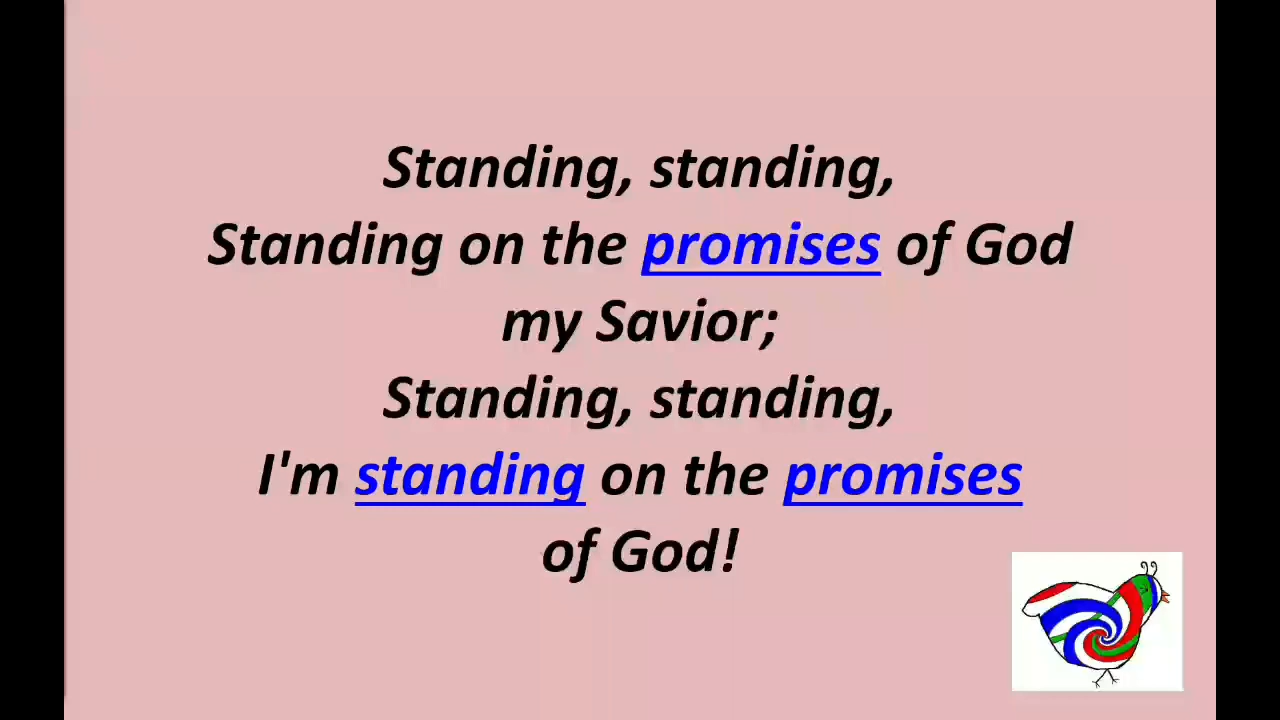 Standing, standing,
Standing on the promises of God
my Savior;
Standing, standing,
I'm standing on the promises
of God!